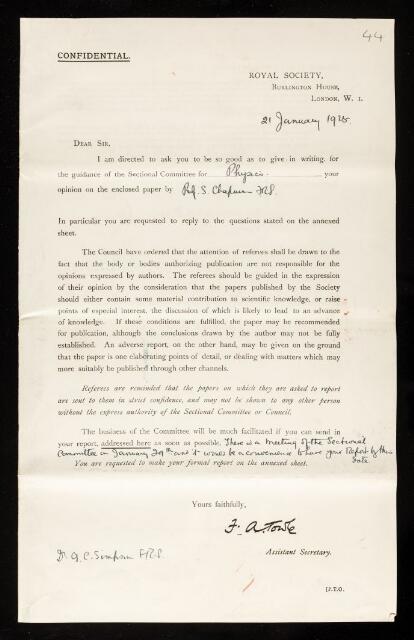 44
CONFIDENTIAL.
ROYAL SOCIETY,
BURLINGTON HOUSE,
LONDON, W. 1.
21 January 1925.
DEAR SIR,
I am directed to ask you to be so good as to give in writing, for
the guidance of the Sectional Committee for Physics your
opinion on the enclosed paper by Prof. S. Chapman FRS.
In particular you are requested to reply to the questions stated on the annexed
sheet.
The Council have ordered that the attention of referees shall be drawn to the
fact that the body or bodies authorizing publication are not responsible for the
opinions expressed by authors. The referees should be guided in the expression
of their opinion by the consideration that the papers published by the Society
should either contain some material contribution to scientific knowledge, or raise
points of especial interest, the discussion of which is likely to lead to an advance
of knowledge. If these conditions are fulfilled, the paper may be recommended
for publication, although the conclusions drawn by the author may not be fully
established. An adverse report, on the other hand, may be given on the ground
that the paper is one elaborating points of detail, or dealing with matters which may
more suitably be published through other channels.
Referees are reminded that the papers on which they are asked to report
are sent to them in strict confidence, and may not be shown to any other person
without the express authority of the Sectional Committee or Council.
The business of the Committee will be much facilitated if you can send in
your report, addressed here as soon as possible. There is a meeting of the Sectional
Committee on January 29th and it would be a convenience to have your report by this
date.
You are requested to make your formal report on the annexed sheet.
Yours faithfully,
F. A. Towle
Assistant Secretary.
Dr. G. C. Simpson F.R.S.
[P.T.O.